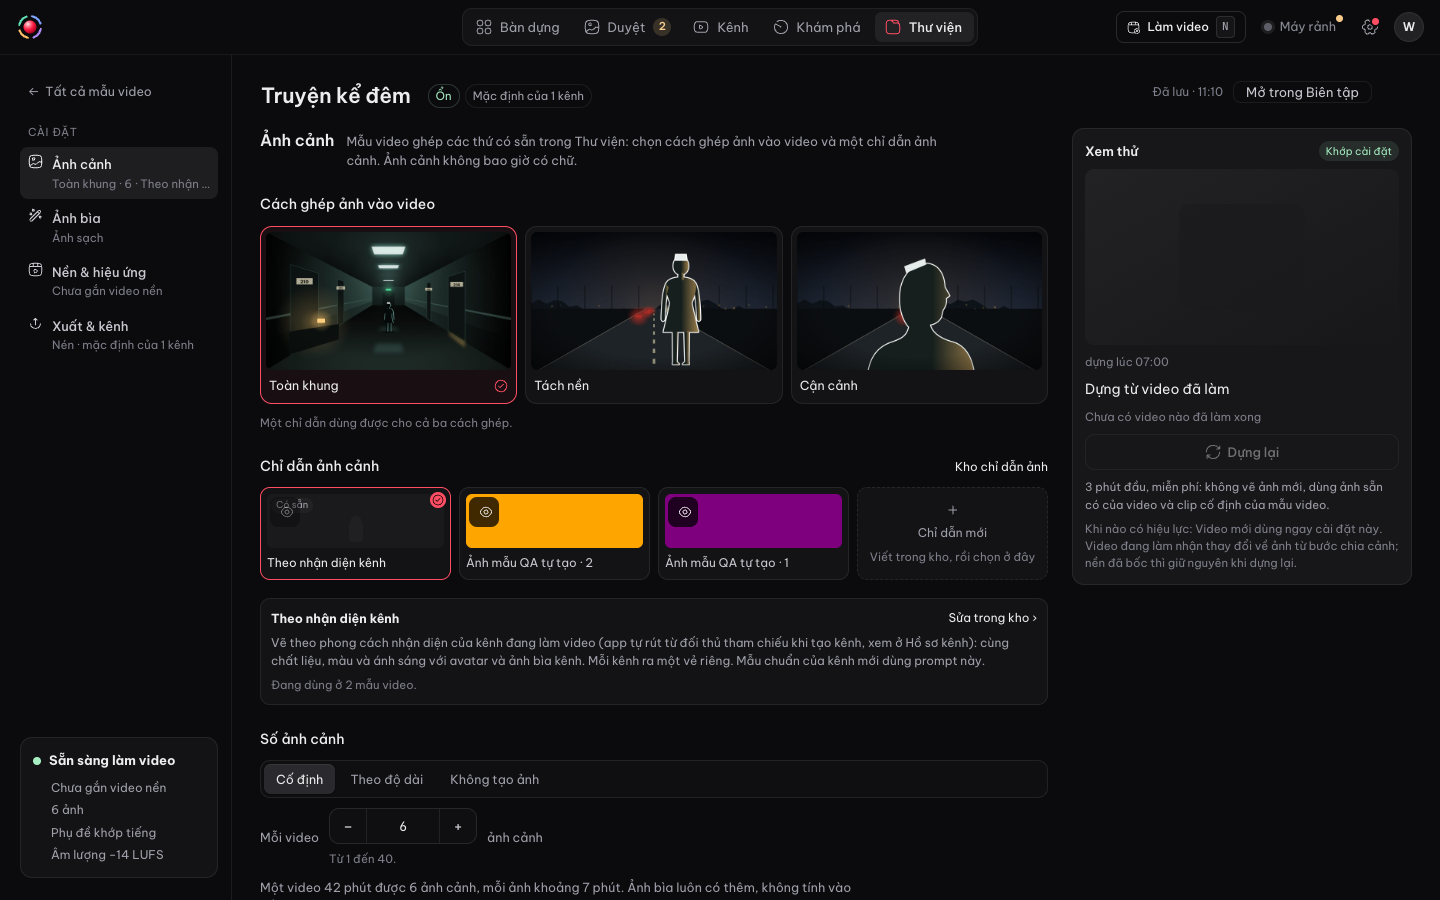 Bàn dựng
Duyệt 2
Kênh
Khám phá
Thư viện
Làm video N
Máy rảnh
W
← Tất cả mẫu video
CÀI ĐẶT
Ảnh cảnh
Toàn khung · 6 · Theo nhận ...
Ảnh bìa
Ảnh sạch
Nền & hiệu ứng
Chưa gắn video nền
Xuất & kênh
Nén · mặc định của 1 kênh
Sẵn sàng làm video
Chưa gắn video nền
6 ảnh
Phụ đề khớp tiếng
Âm lượng -14 LUFS
Truyện kể đêm
Ổn
Mặc định của 1 kênh
Đã lưu · 11:10
Mở trong Biên tập
Ảnh cảnh
Mẫu video ghép các thứ có sẵn trong Thư viện: chọn cách ghép ảnh vào video và một chỉ dẫn ảnh
cảnh. Ảnh cảnh không bao giờ có chữ.
Cách ghép ảnh vào video
210
Toàn khung
Tách nền
Cận cảnh
Một chỉ dẫn dùng được cho cả ba cách ghép.
Chỉ dẫn ảnh cảnh
Kho chỉ dẫn ảnh
Có sẵn
Theo nhận diện kênh
Ảnh mẫu QA tự tạo · 2
Ảnh mẫu QA tự tạo · 1
+
Chỉ dẫn mới
Viết trong kho, rồi chọn ở đây
Theo nhận diện kênh
Sửa trong kho ›
Vẽ theo phong cách nhận diện của kênh đang làm video (app tự rút từ đối thủ tham chiếu khi tạo kênh, xem ở Hồ sơ kênh): cùng
chất liệu, màu và ánh sáng với avatar và ảnh bìa kênh. Mỗi kênh ra một vẻ riêng. Mẫu chuẩn của kênh mới dùng prompt này.
Đang dùng ở 2 mẫu video.
Số ảnh cảnh
Cố định
Theo độ dài
Không tạo ảnh
Mỗi video − 6 + ảnh cảnh
Từ 1 đến 40.
Một video 42 phút được 6 ảnh cảnh, mỗi ảnh khoảng 7 phút. Ảnh bìa luôn có thêm, không tính vào
Xem thử
Khớp cài đặt
dựng lúc 07:00
Dựng từ video đã làm
Chưa có video nào đã làm xong
Dựng lại
3 phút đầu, miễn phí: không vẽ ảnh mới, dùng ảnh sẵn
có của video và clip cố định của mẫu video.
Khi nào có hiệu lực: Video mới dùng ngay cài đặt này.
Video đang làm nhận thay đổi về ảnh từ bước chia cảnh;
nền đã bốc thì giữ nguyên khi dựng lại.